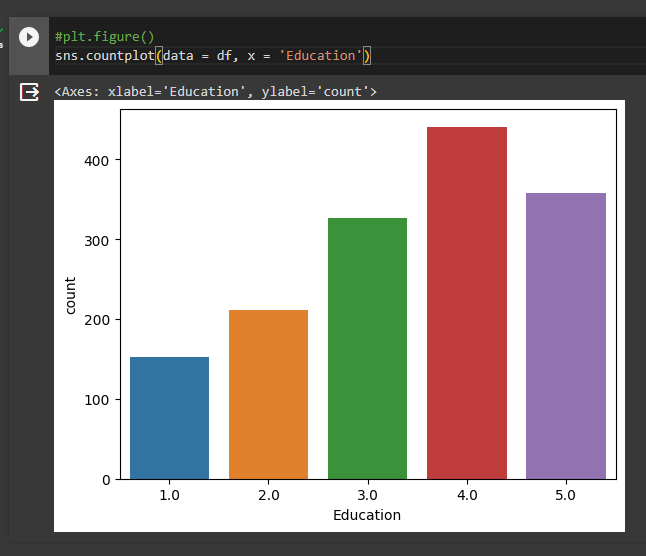 #plt.figure()
s
sns.countplot(data = df, x = 'Education')
<Axes: xlabel='Education', ylabel='count'>
400
300
200
100
0
count
1.0 2.0 3.0 4.0 5.0
Education